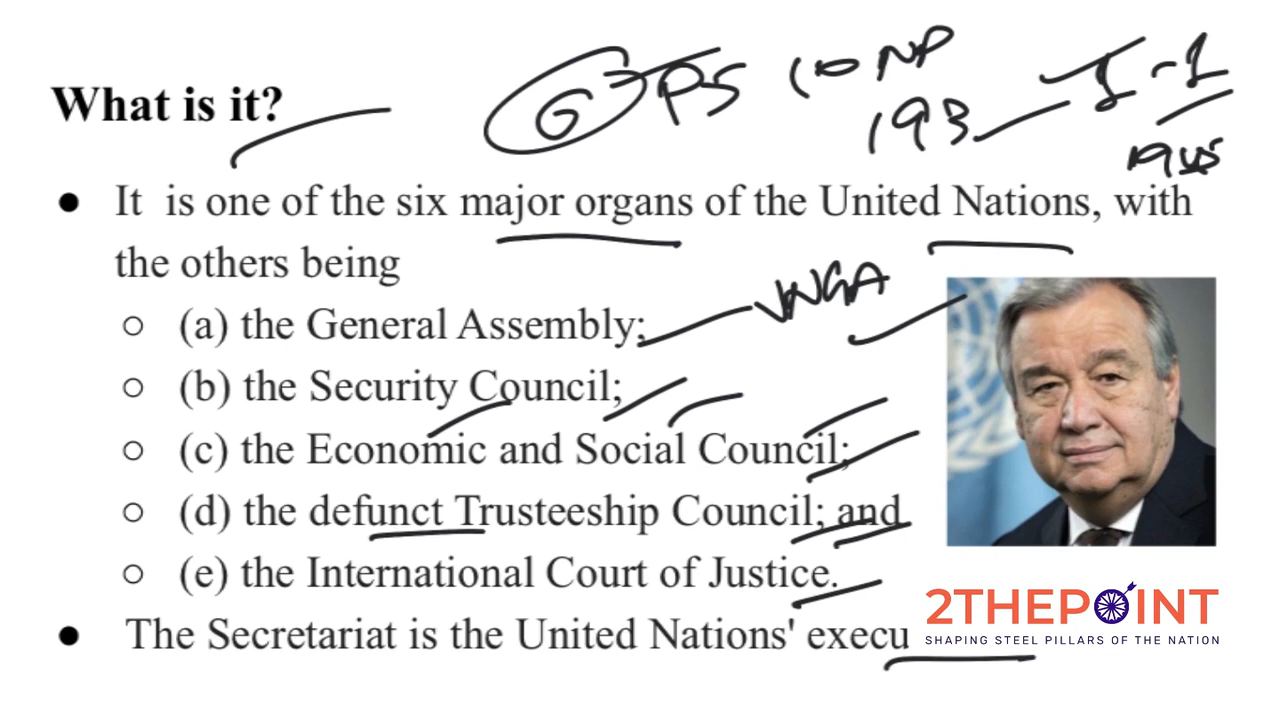 G P5 10 NP
What is it?
193 I-1
1945
It is one of the six major organs of the United Nations, with
the others being
UNGA
(a) the General Assembly;
(b) the Security Council;
(c) the Economic and Social Council;
(d) the defunct Trusteeship Council; and
(e) the International Court of Justice.
The Secretariat is the United Nations' execu
2THEPOINT
SHAPING STEEL PILLARS OF THE NATION